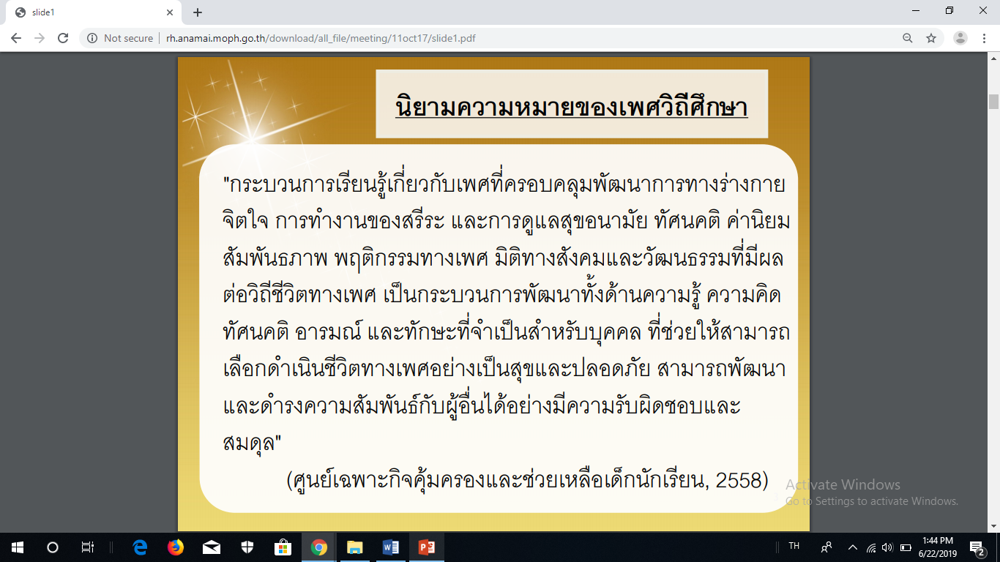 slide1
Not secure
rh.anamai.moph.go.th/download/all_file/meeting/11oct17/slide1.pdf
นิยามความหมายของเพศวิถีศึกษา
"กระบวนการเรียนรู้เกี่ยวกับเพศที่ครอบคลุมพัฒนาการทางร่างกาย
จิตใจ การทำงานของสรีระ และการดูแลสุขอนามัย ทัศนคติ ค่านิยม
สัมพันธภาพ พฤติกรรมทางเพศ มิติทางสังคมและวัฒนธรรมที่มีผล
ต่อวิถีชีวิตทางเพศ เป็นกระบวนการพัฒนาทั้งด้านความรู้ ความคิด
ทัศนคติ อารมณ์ และทักษะที่จำเป็นสำหรับบุคคล ที่ช่วยให้สามารถ
เลือกดำเนินชีวิตทางเพศอย่างเป็นสุขและปลอดภัย สามารถพัฒนา
และดำรงความสัมพันธ์กับผู้อื่นได้อย่างมีความรับผิดชอบและ
สมดุล"
(ศูนย์เฉพาะกิจคุ้มครองและช่วยเหลือเด็กนักเรียน, 2558)
Activate Windows
Go to Settings to activate Windows.
TH
1:44 PM
6/22/2019
2